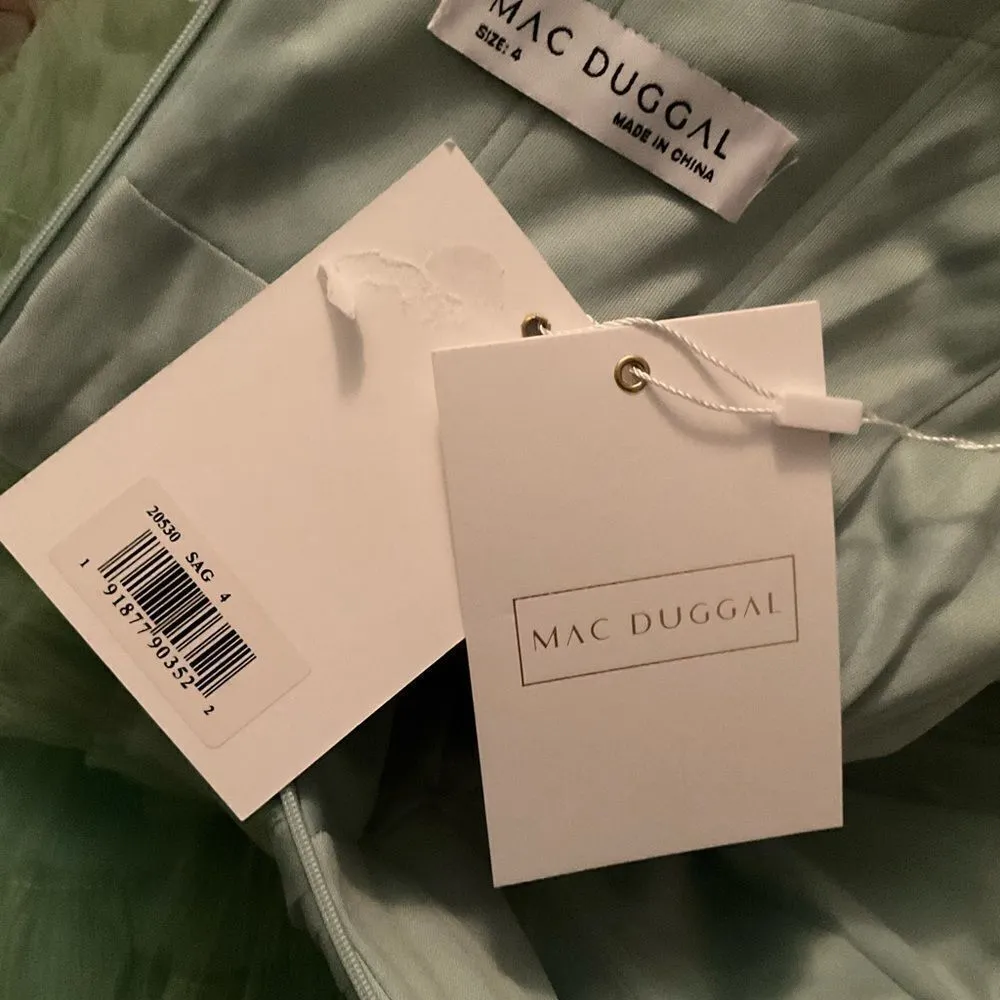 MAC DUGGAL
SIZE: 4
MADE IN CHINA
20530 SAG 4
1 91877 90352 2
MAC DUGGAL